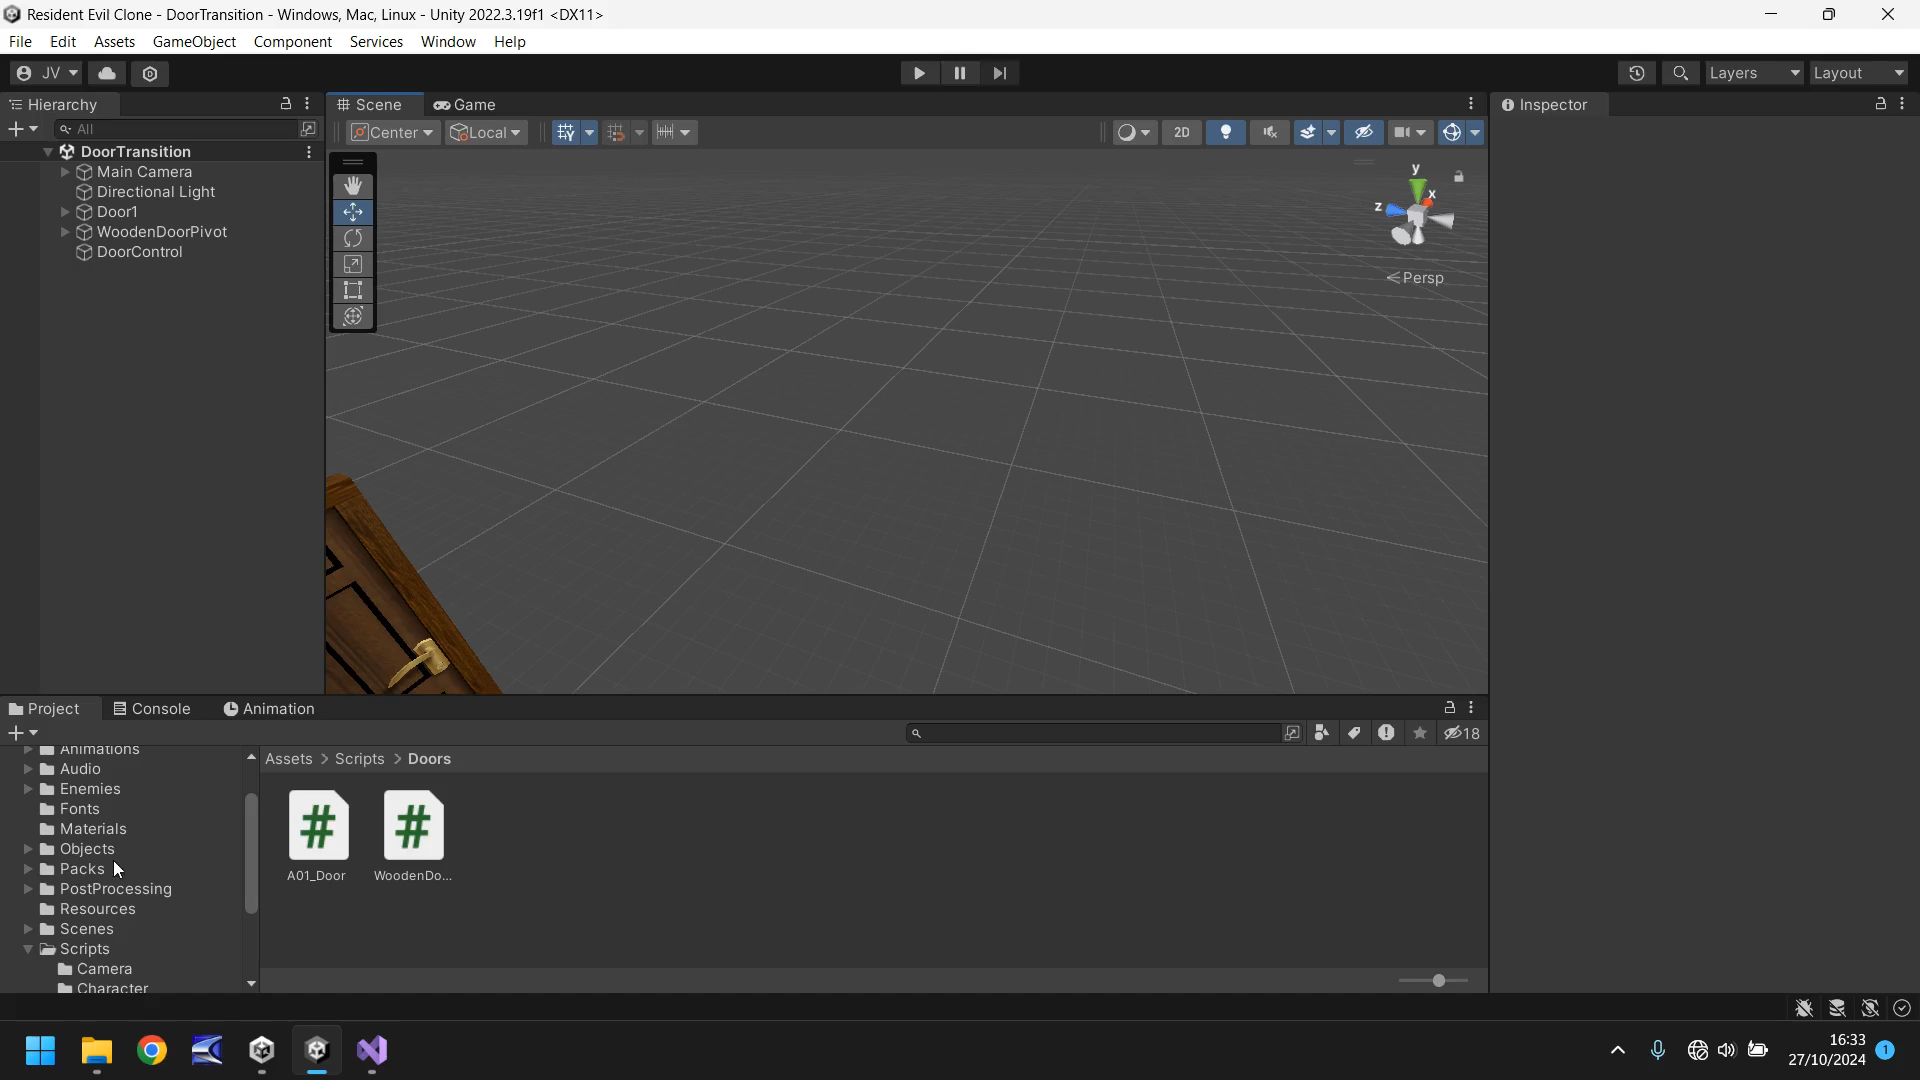 Resident Evil Clone - DoorTransition - Windows, Mac, Linux - Unity 2022.3.19f1 <DX11>
File Edit Assets GameObject Component Services Window Help
JV Layers Layout
Hierarchy Scene Game Inspector
All Center Local 2D
DoorTransition
Main Camera
Directional Light
Door1
WoodenDoorPivot
DoorControl
y
x
z
Persp
Project Console Animation
18
Animations
Audio
Enemies
Fonts
Materials
Objects
Packs
PostProcessing
Resources
Scenes
Scripts
Camera
Character
Assets > Scripts > Doors
A01_Door WoodenDo...
16:33
27/10/2024
1